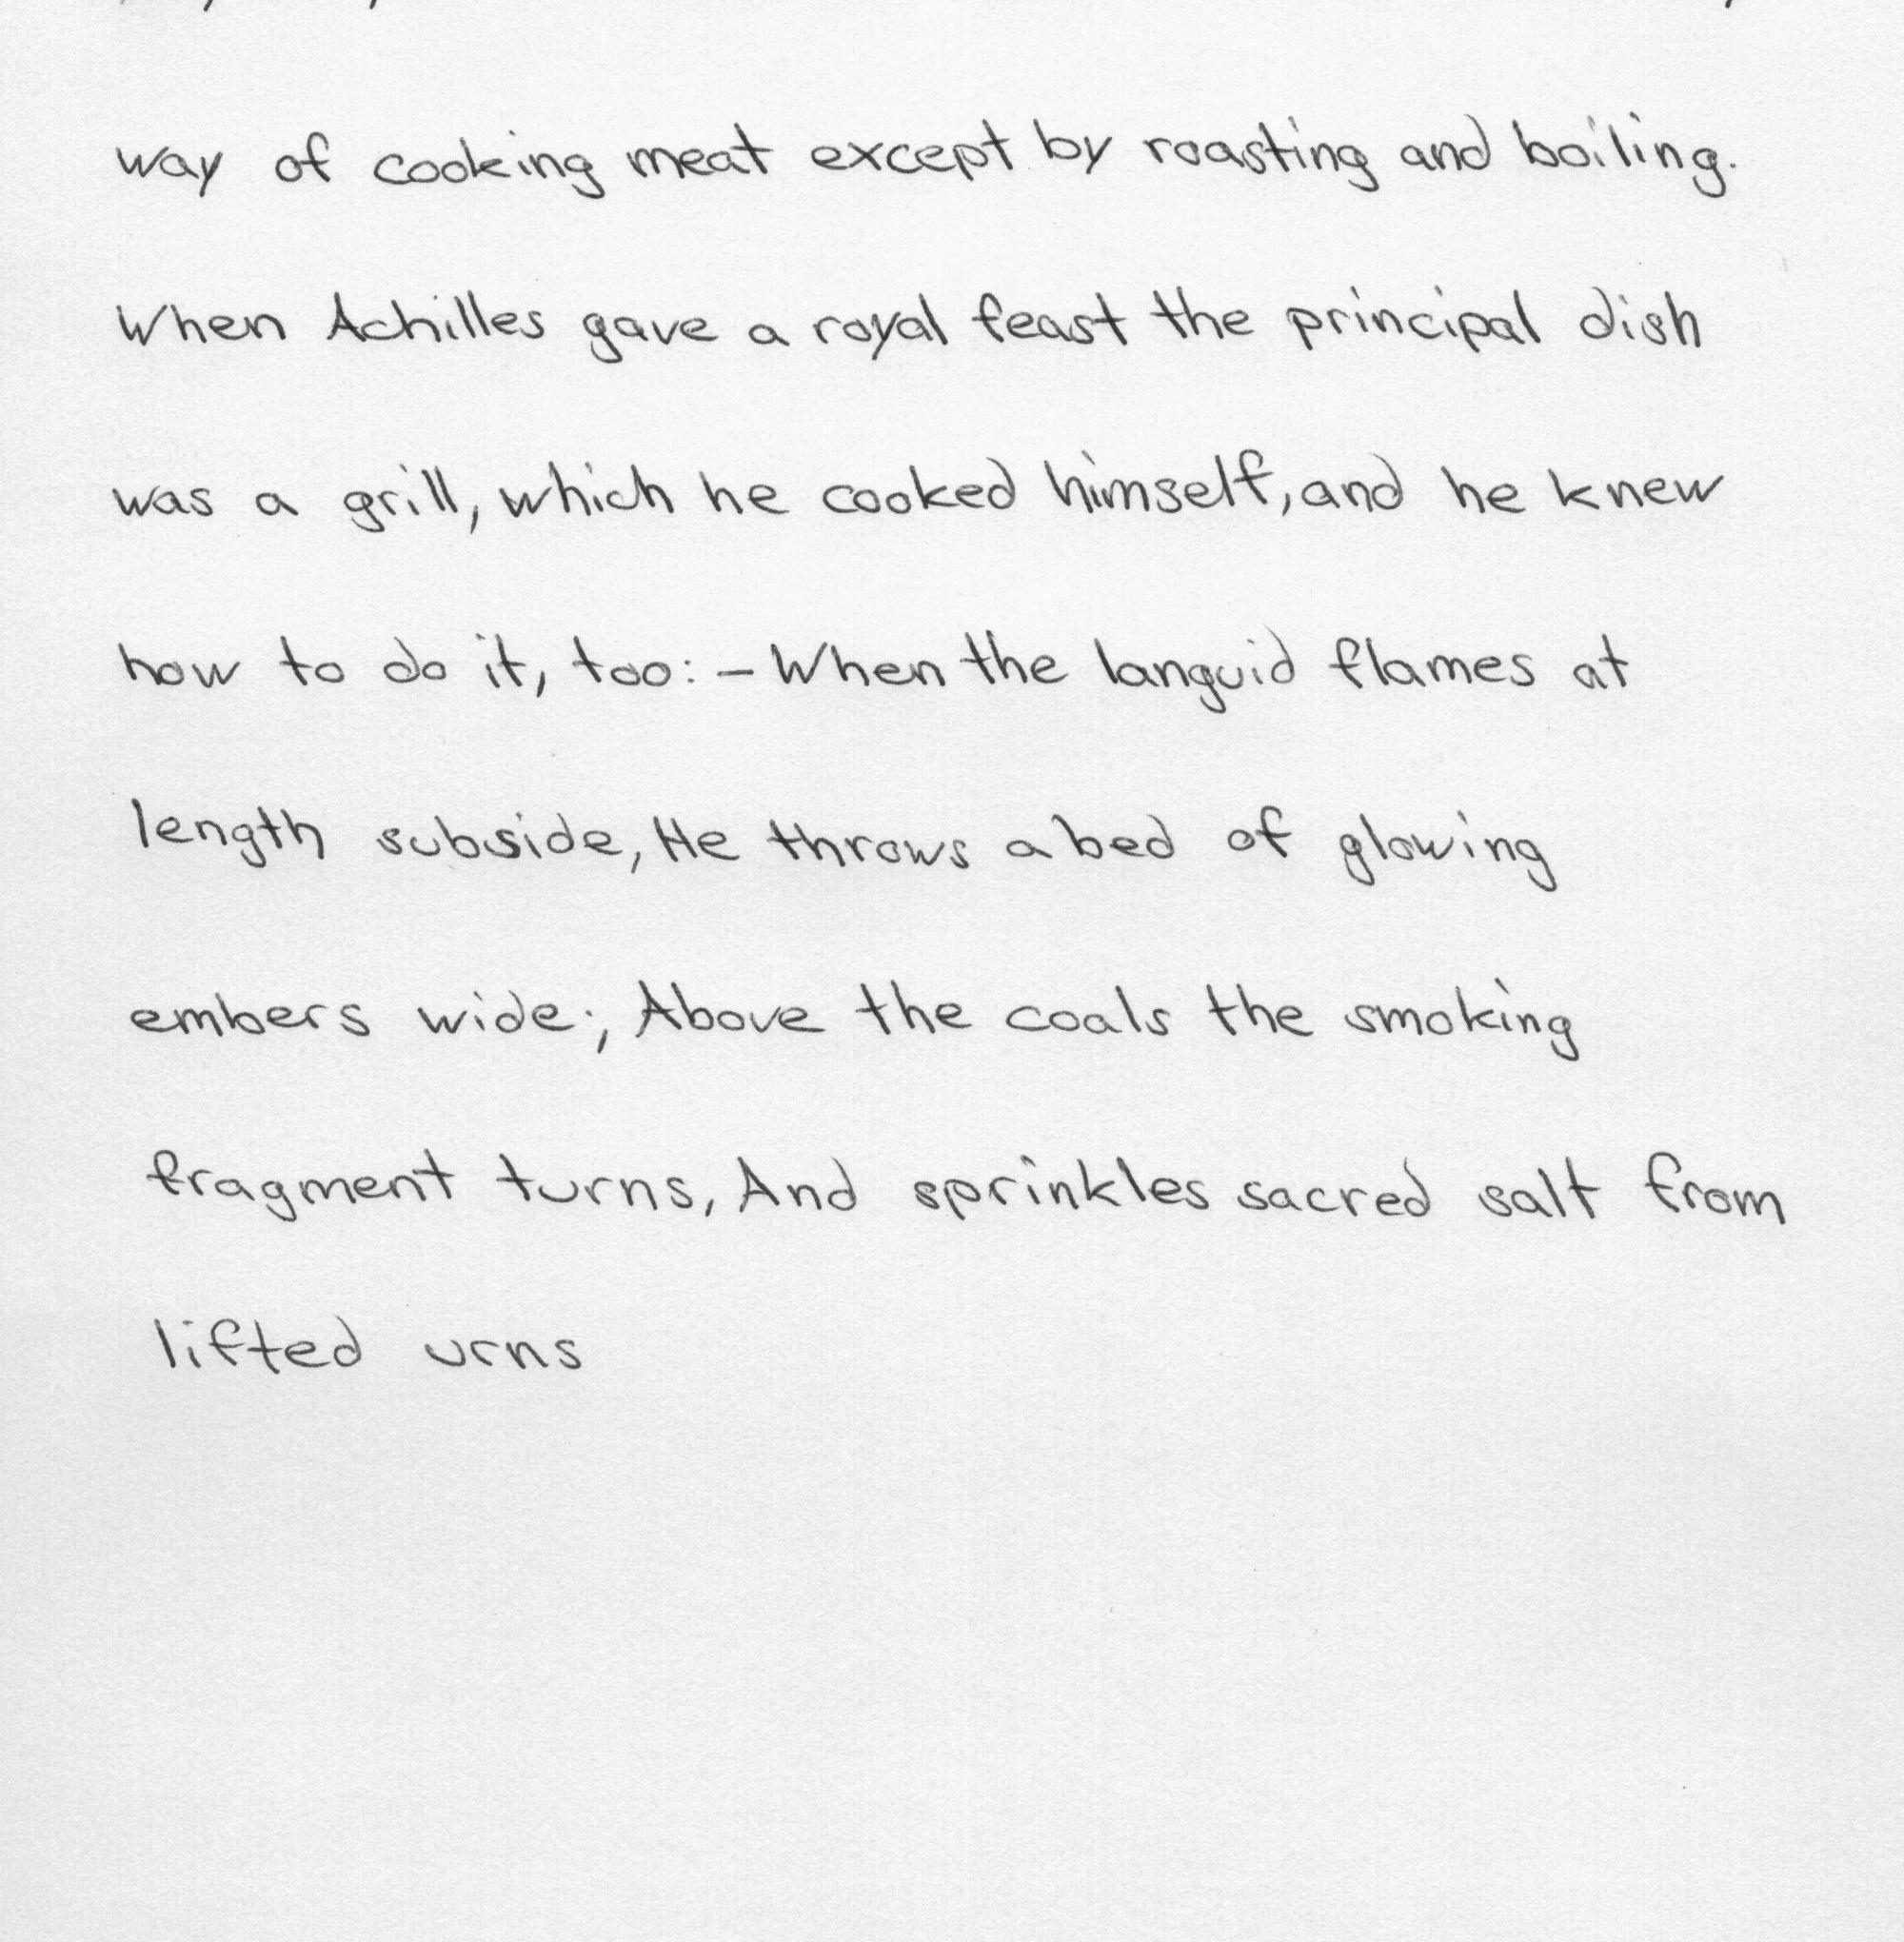 way of cooking meat except by roasting and boiling.
When Achilles gave a royal feast the principal dish
was a grill, which he cooked himself, and he knew
how to do it, too: - When the languid flames at
length subside, He throws a bed of glowing
embers wide; Above the coals the smoking
fragment turns, And sprinkles sacred salt from
lifted urns